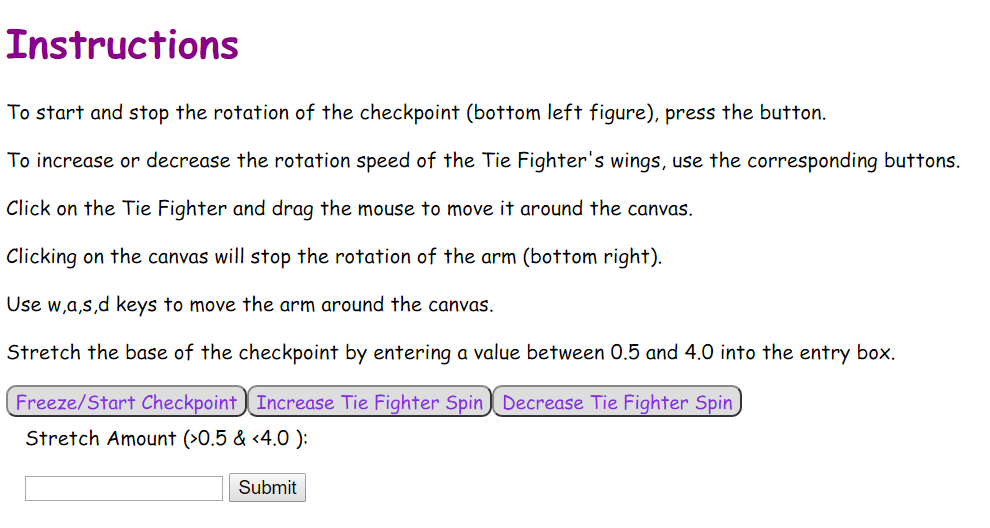 Instructions
To start and stop the rotation of the checkpoint (bottom left figure), press the button.
To increase or decrease the rotation speed of the Tie Fighter's wings, use the corresponding buttons.
Click on the Tie Fighter and drag the mouse to move it around the canvas.
Clicking on the canvas will stop the rotation of the arm (bottom right).
Use w,a,s,d keys to move the arm around the canvas.
Stretch the base of the checkpoint by entering a value between 0.5 and 4.0 into the entry box.
Freeze/Start Checkpoint Increase Tie Fighter Spin Decrease Tie Fighter Spin
Stretch Amount (>0.5 & <4.0 ):
Submit